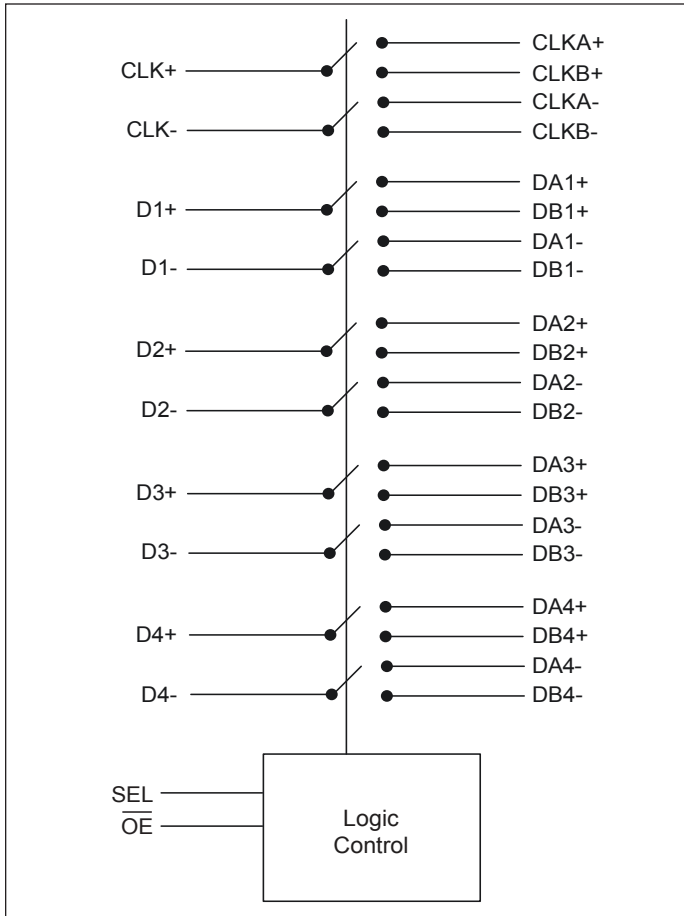 CLKA+
CLK+
CLKB+
CLKA-
CLK-
CLKB-
DA1+
D1+
DB1+
DA1-
D1-
DB1-
DA2+
D2+
DB2+
DA2-
D2-
DB2-
DA3+
D3+
DB3+
DA3-
D3-
DB3-
DA4+
D4+
DB4+
DA4-
D4-
DB4-
SEL
O̅E̅
Logic
Control